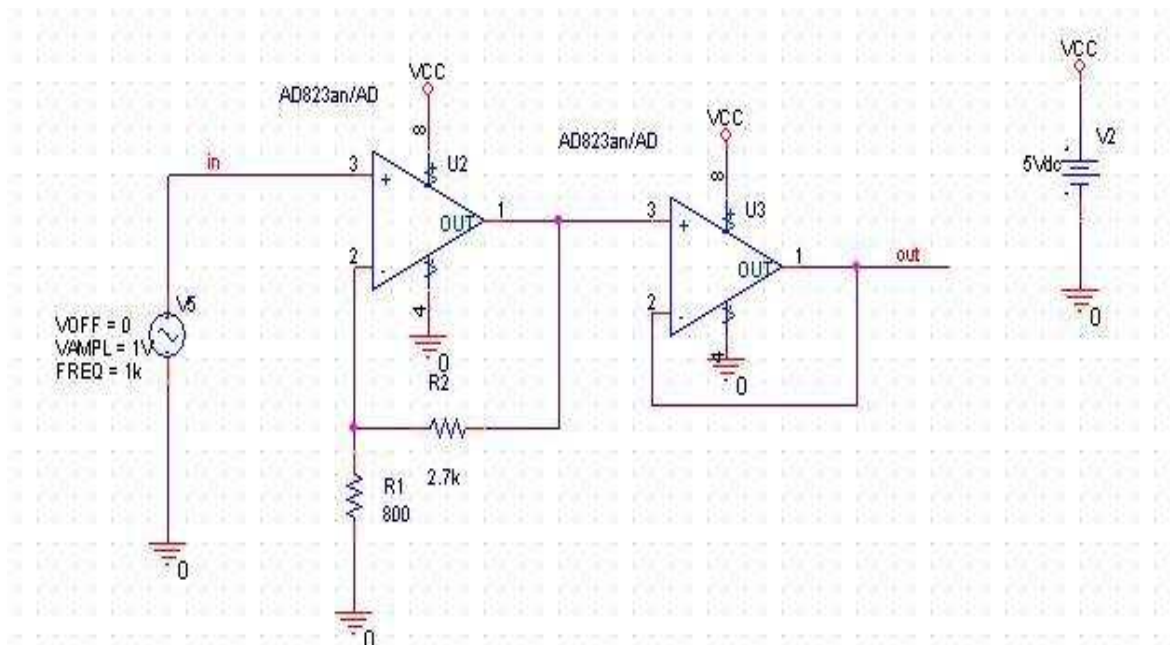 VCC
VCC
AD823an/AD
8
AD823an/AD
VCC
V2
in
3
+
U2
8
5Vdc
OUT
1
3
+
U3
2
-
OUT
1
out
V5
4
2
-
VOFF = 0
VAMPL = 1V
FREQ = 1k
0
4
0
0
R2
R1
2.7k
800
0
0